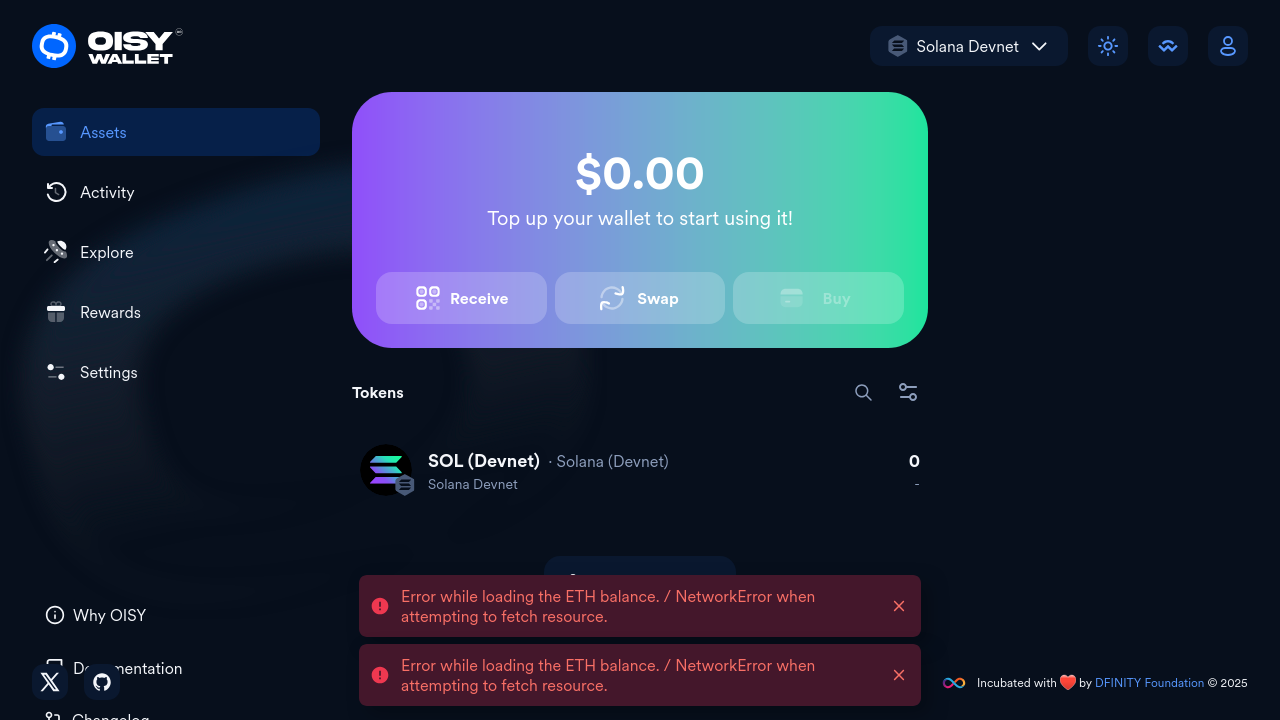 OISY
WALLET
Solana Devnet
Assets
Activity
Explore
Rewards
Settings
$0.00
Top up your wallet to start using it!
Receive
Swap
Buy
Tokens
SOL (Devnet) · Solana (Devnet)
0
Solana Devnet
-
Error while loading the ETH balance. / NetworkError when
attempting to fetch resource.
Error while loading the ETH balance. / NetworkError when
attempting to fetch resource.
Why OISY
Documentation
Changelog
Incubated with ❤️ by DFINITY Foundation © 2025